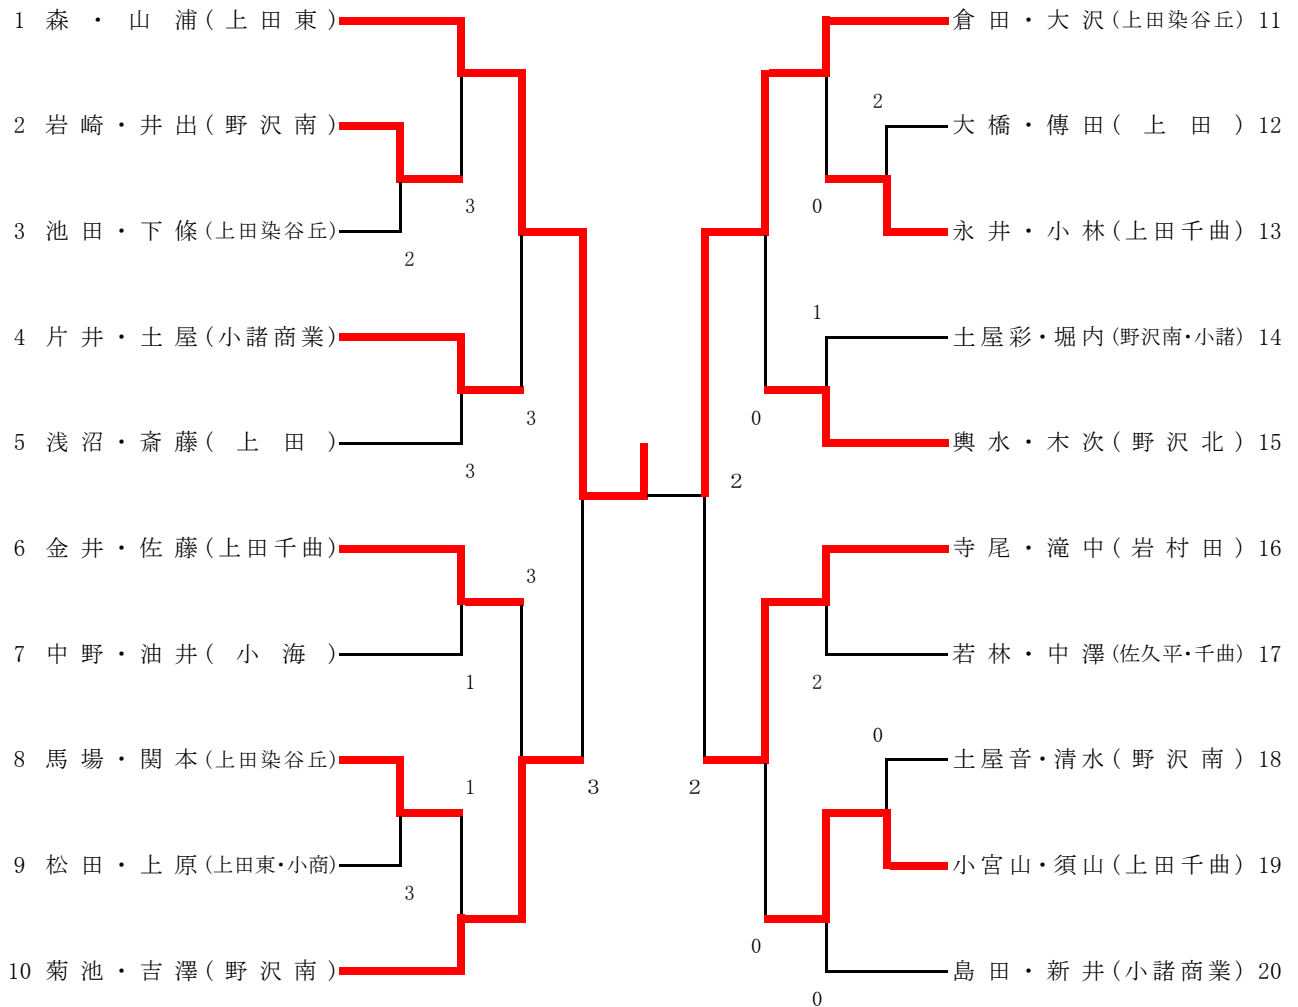 1 森・山浦(上田東)
倉田・大沢(上田染谷丘) 11
2
2 岩崎・井出(野沢南)
大橋・傳田(上田) 12
3
0
3 池田・下條(上田染谷丘)
永井・小林(上田千曲) 13
2
1
4 片井・土屋(小諸商業)
土屋彩・堀内(野沢南・小諸) 14
3
0
5 浅沼・斎藤(上田)
輿水・木次(野沢北) 15
3
2
6 金井・佐藤(上田千曲)
寺尾・滝中(岩村田) 16
3
7 中野・油井(小海)
若林・中澤(佐久平・千曲) 17
1
2
0
8 馬場・関本(上田染谷丘)
土屋音・清水(野沢南) 18
1
3
2
9 松田・上原(上田東・小商)
小宮山・須山(上田千曲) 19
3
0
10 菊池・吉澤(野沢南)
島田・新井(小諸商業) 20
0